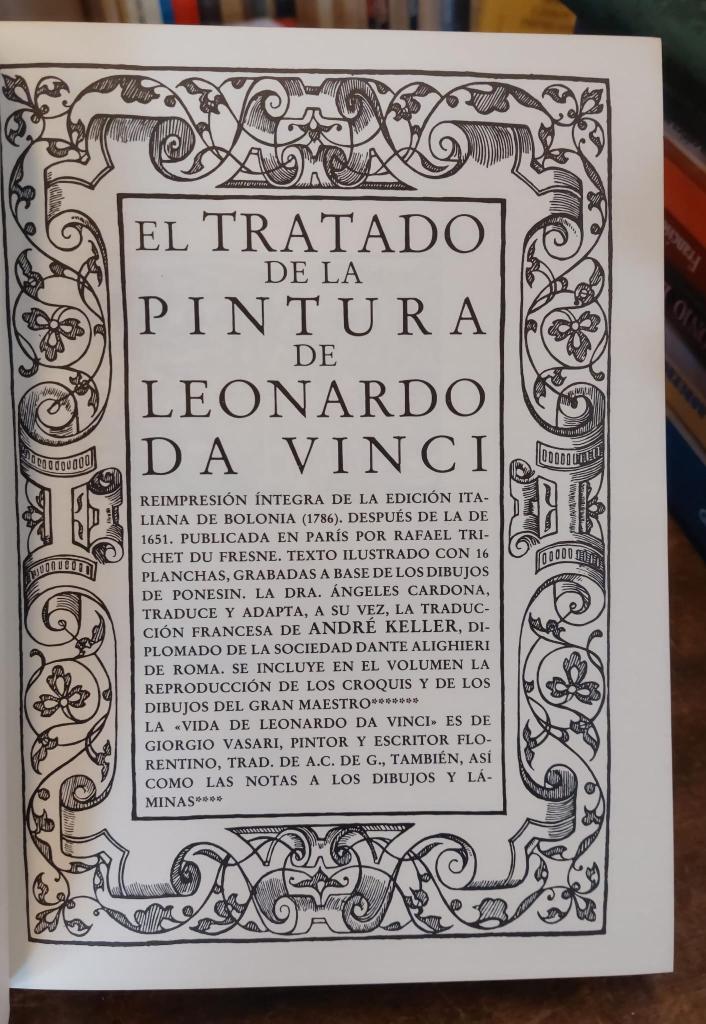 EL TRATADO
DE LA
PINTURA
DE
LEONARDO
DA VINCI
REIMPRESIÓN ÍNTEGRA DE LA EDICIÓN ITA-
LIANA DE BOLONIA (1786). DESPUÉS DE LA DE
1651. PUBLICADA EN PARÍS POR RAFAEL TRI-
CHET DU FRESNE. TEXTO ILUSTRADO CON 16
PLANCHAS, GRABADAS A BASE DE LOS DIBUJOS
DE PONESIN. LA DRA. ÁNGELES CARDONA,
TRADUCE Y ADAPTA, A SU VEZ, LA TRADUC-
CIÓN FRANCESA DE ANDRÉ KELLER, DI-
PLOMADO DE LA SOCIEDAD DANTE ALIGHIERI
DE ROMA. SE INCLUYE EN EL VOLUMEN LA
REPRODUCCIÓN DE LOS CROQUIS Y DE LOS
DIBUJOS DEL GRAN MAESTRO*******
LA «VIDA DE LEONARDO DA VINCI» ES DE
GIORGIO VASARI, PINTOR Y ESCRITOR FLO-
RENTINO, TRAD. DE A.C. DE G., TAMBIÉN, ASÍ
COMO LAS NOTAS A LOS DIBUJOS Y LÁ-
MINAS****